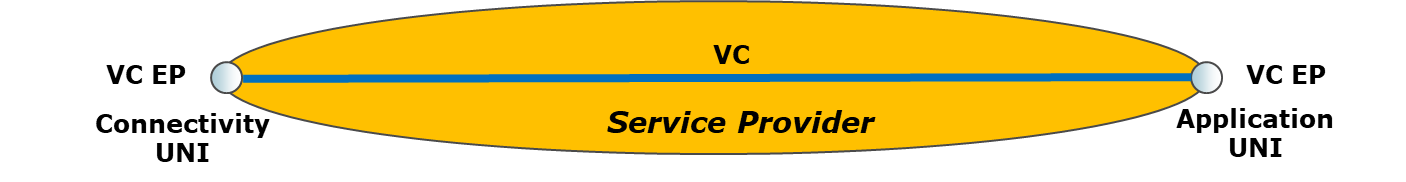 VC
VC EP
VC EP
Connectivity
UNI
Service Provider
Application
UNI